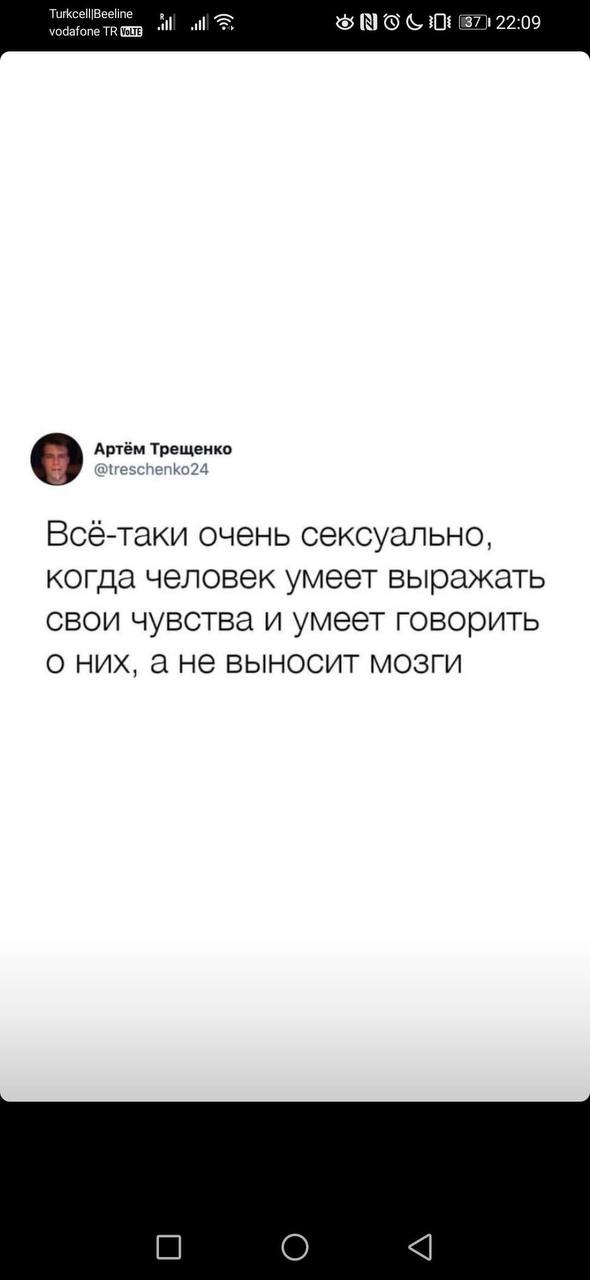 Turkcell|Beeline
vodafone TR VoLTE
R
37
22:09
Артём Трещенко
@treschenko24
Всё-таки очень сексуально,
когда человек умеет выражать
свои чувства и умеет говорить
о них, а не выносит мозги